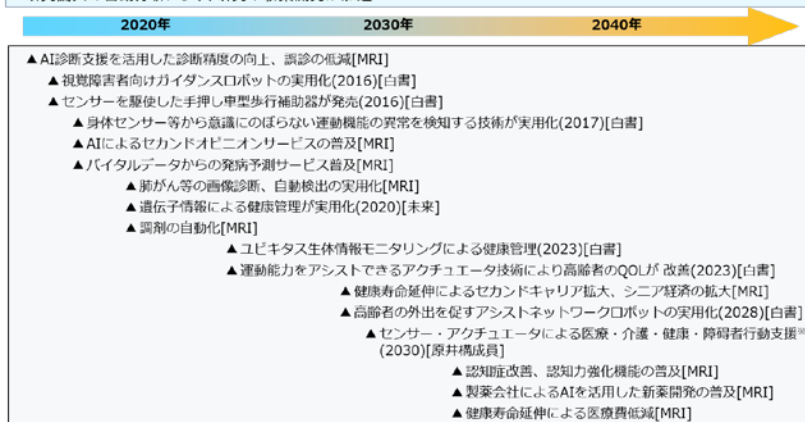 2020年 2030年 2040年
▲AI診断支援を活用した診断精度の向上、誤診の低減[MRI]
▲視覚障害者向けガイダンスロボットの実用化(2016)[白書]
▲センサーを駆使した手押し車型歩行補助器が発売(2016)[白書]
▲身体センサー等から意識にのぼらない運動機能の異常を検知する技術が実用化(2017)[白書]
▲AIによるセカンドオピニオンサービスの普及[MRI]
▲バイタルデータからの発病予測サービス普及[MRI]
▲肺がん等の画像診断、自動検出の実用化[MRI]
▲遺伝子情報による健康管理が実用化(2020)[未来]
▲調剤の自動化[MRI]
▲ユビキタス生体情報モニタリングによる健康管理(2023)[白書]
▲運動能力をアシストできるアクチュエータ技術により高齢者のQOLが 改善(2023)[白書]
▲健康寿命延伸によるセカンドキャリア拡大、シニア経済の拡大[MRI]
▲高齢者の外出を促すアシストネットワークロボットの実用化(2028)[白書]
▲センサー・アクチュエータによる医療・介護・健康・障碍者行動支援※
(2030)[原井構成員]
▲認知症改善、認知力強化機能の普及[MRI]
▲製薬会社によるAIを活用した新薬開発の普及[MRI]
▲健康寿命延伸による医療費低減[MRI]